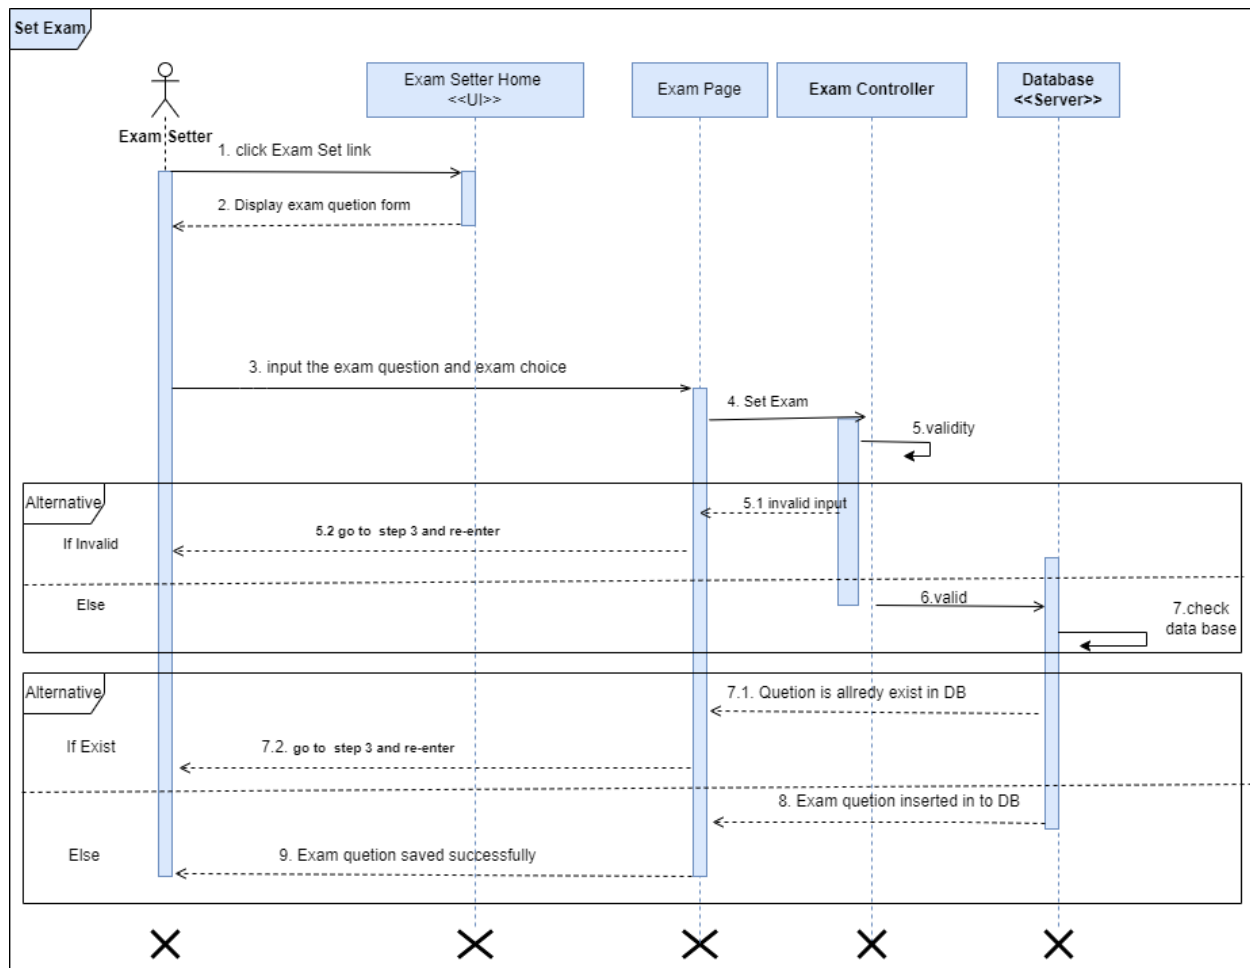 Set Exam
Exam Setter
Exam Setter Home
<<UI>>
Exam Page
Exam Controller
Database
<<Server>>
1. click Exam Set link
2. Display exam quetion form
3. input the exam question and exam choice
4. Set Exam
5.validity
Alternative
5.1 invalid input
If Invalid
5.2 go to step 3 and re-enter
Else
6.valid
7.check
data base
Alternative
7.1. Quetion is allredy exist in DB
If Exist
7.2. go to step 3 and re-enter
8. Exam quetion inserted in to DB
Else
9. Exam quetion saved successfully